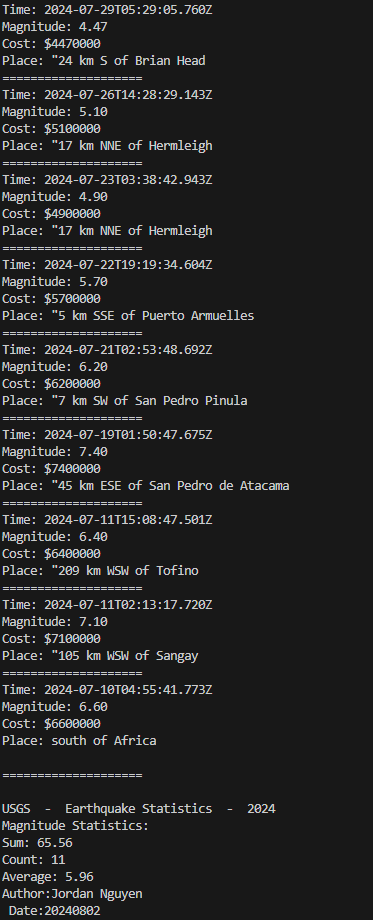 Time: 2024-07-29T05:29:05.760Z
Magnitude: 4.47
Cost: $4470000
Place: "24 km S of Brian Head
====================
Time: 2024-07-26T14:28:29.143Z
Magnitude: 5.10
Cost: $5100000
Place: "17 km NNE of Hermleigh
====================
Time: 2024-07-23T03:38:42.943Z
Magnitude: 4.90
Cost: $4900000
Place: "17 km NNE of Hermleigh
====================
Time: 2024-07-22T19:19:34.604Z
Magnitude: 5.70
Cost: $5700000
Place: "5 km SSE of Puerto Armuelles
====================
Time: 2024-07-21T02:53:48.692Z
Magnitude: 6.20
Cost: $6200000
Place: "7 km SW of San Pedro Pinula
====================
Time: 2024-07-19T01:50:47.675Z
Magnitude: 7.40
Cost: $7400000
Place: "45 km ESE of San Pedro de Atacama
====================
Time: 2024-07-11T15:08:47.501Z
Magnitude: 6.40
Cost: $6400000
Place: "209 km WSW of Tofino
====================
Time: 2024-07-11T02:13:17.720Z
Magnitude: 7.10
Cost: $7100000
Place: "105 km WSW of Sangay
====================
Time: 2024-07-10T04:55:41.773Z
Magnitude: 6.60
Cost: $6600000
Place: south of Africa
====================
USGS  -  Earthquake Statistics  -  2024
Magnitude Statistics:
Sum: 65.56
Count: 11
Average: 5.96
Author:Jordan Nguyen
 Date:20240802